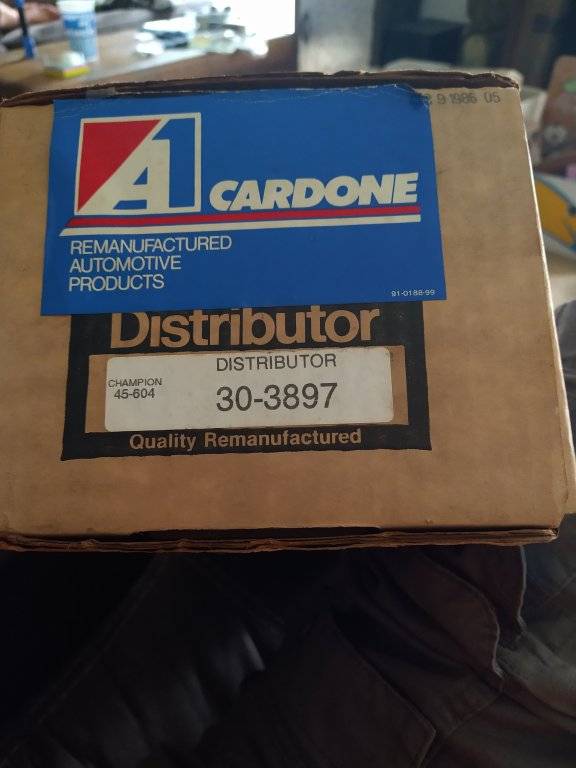 9 1986 05
A1 CARDONE
REMANUFACTURED
AUTOMOTIVE
PRODUCTS
91-0188-99
Distributor
DISTRIBUTOR
CHAMPION
45-604
30-3897
Quality Remanufactured